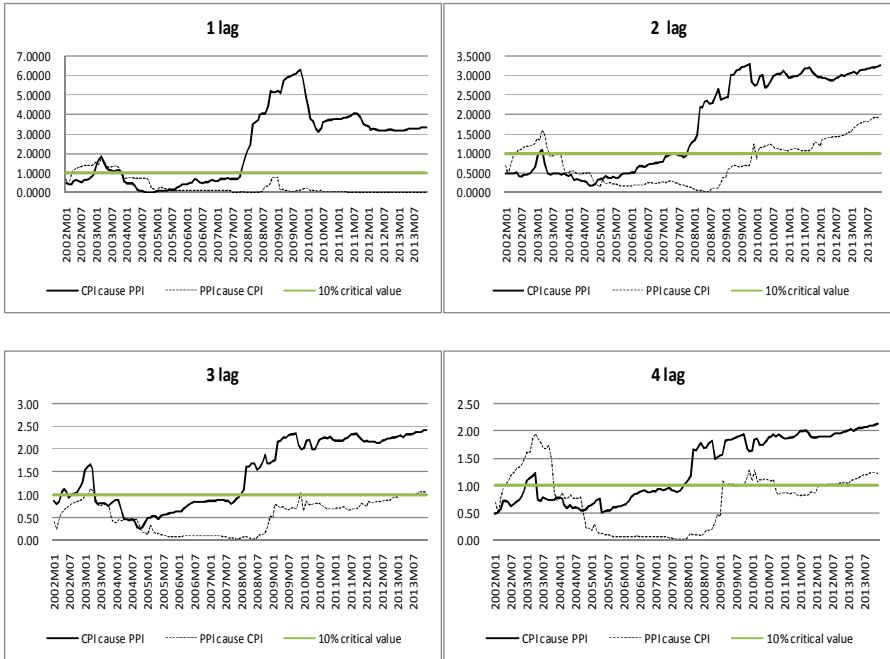 1 lag
7.0000
6.0000
5.0000
4.0000
3.0000
2.0000
1.0000
0.0000
2002M01
2002M07
2003M01
2003M07
2004M01
2004M07
2005M01
2005M07
2006M01
2006M07
2007M01
2007M07
2008M01
2008M07
2009M01
2009M07
2010M01
2010M07
2011M01
2011M07
2012M01
2012M07
2013M01
2013M07
CPI cause PPI
PPI cause CPI
10% critical value
2 lag
3.5000
3.0000
2.5000
2.0000
1.5000
1.0000
0.5000
0.0000
2002M01
2002M07
2003M01
2003M07
2004M01
2004M07
2005M01
2005M07
2006M01
2006M07
2007M01
2007M07
2008M01
2008M07
2009M01
2009M07
2010M01
2010M07
2011M01
2011M07
2012M01
2012M07
2013M01
2013M07
CPI cause PPI
PPI cause CPI
10% critical value
3 lag
3.00
2.50
2.00
1.50
1.00
0.50
0.00
2002M01
2002M07
2003M01
2003M07
2004M01
2004M07
2005M01
2005M07
2006M01
2006M07
2007M01
2007M07
2008M01
2008M07
2009M01
2009M07
2010M01
2010M07
2011M01
2011M07
2012M01
2012M07
2013M01
2013M07
CPI cause PPI
PPI cause CPI
10% critical value
4 lag
2.50
2.00
1.50
1.00
0.50
0.00
2002M01
2002M07
2003M01
2003M07
2004M01
2004M07
2005M01
2005M07
2006M01
2006M07
2007M01
2007M07
2008M01
2008M07
2009M01
2009M07
2010M01
2010M07
2011M01
2011M07
2012M01
2012M07
2013M01
2013M07
CPI cause PPI
PPI cause CPI
10% critical value